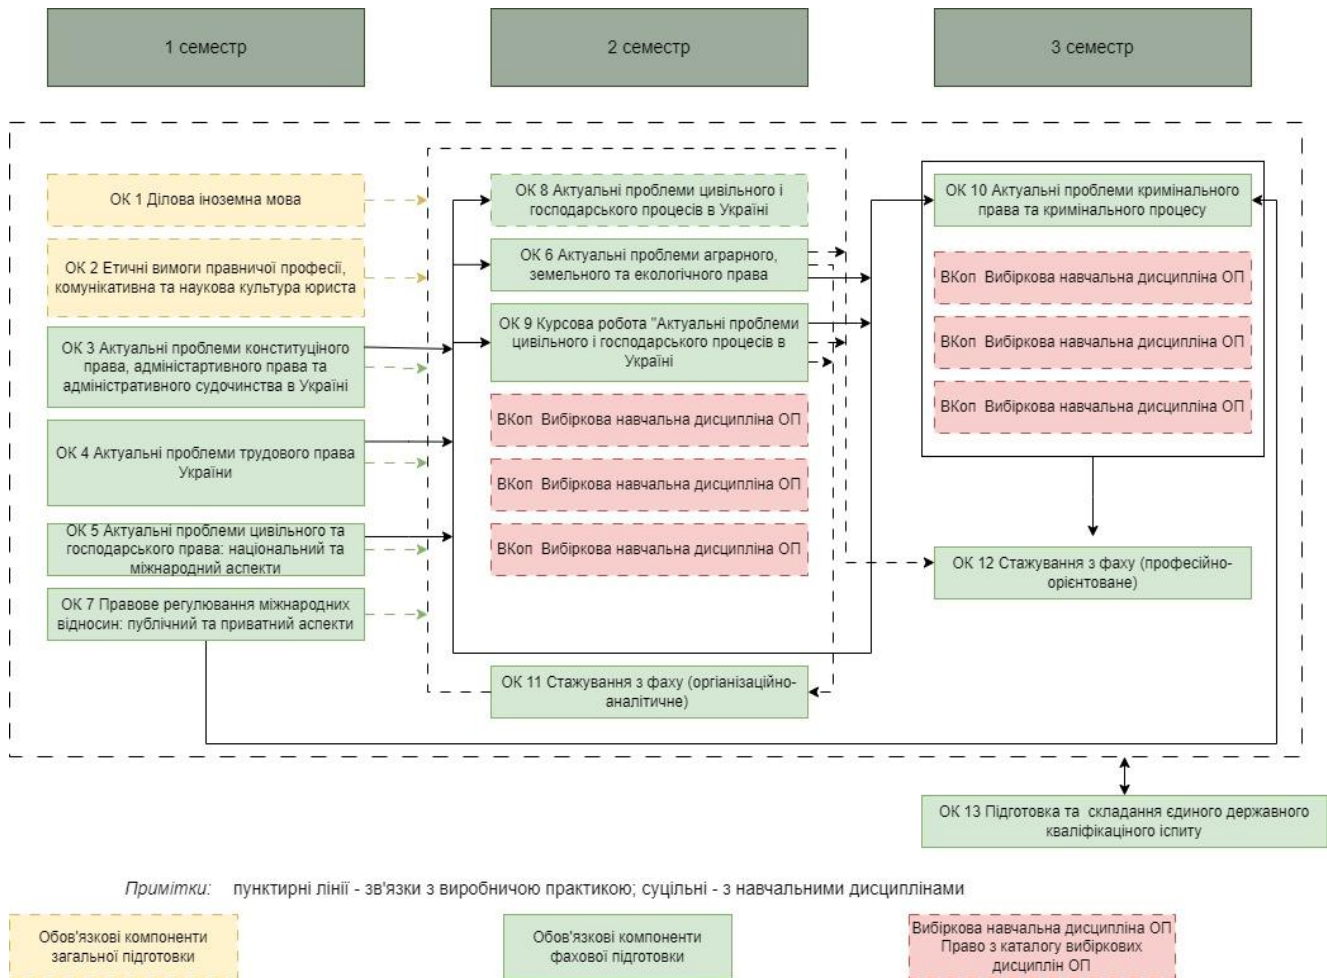 1 семестр
2 семестр
3 семестр
ОК 1 Ділова іноземна мова
ОК 2 Етичні вимоги правничої професії,
комунікативна та наукова культура юриста
ОК 3 Актуальні проблеми конституціного
права, адміністартивного права та
адміністративного судочинства в Україні
ОК 4 Актуальні проблеми трудового права
України
ОК 5 Актуальні проблеми цивільного та
господарського права: національний та
міжнародний аспекти
ОК 7 Правове регулювання міжнародних
відносин: публічний та приватний аспекти
ОК 8 Актуальні проблеми цивільного і
господарського процесів в Україні
ОК 6 Актуальні проблеми аграрного,
земельного та екологічного права
ОК 9 Курсова робота "Актуальні проблеми
цивільного і господарського процесів в
Україні
ВКоп Вибіркова навчальна дисципліна ОП
ВКоп Вибіркова навчальна дисципліна ОП
ВКоп Вибіркова навчальна дисципліна ОП
ОК 11 Стажування з фаху (оргіанізаційно-
аналітичне)
ОК 10 Актуальні проблеми кримінального
права та кримінального процесу
ВКоп Вибіркова навчальна дисципліна ОП
ВКоп Вибіркова навчальна дисципліна ОП
ВКоп Вибіркова навчальна дисципліна ОП
ОК 12 Стажування з фаху (професійно-
орієнтоване)
ОК 13 Підготовка та складання єдиного державного
кваліфікаціного іспиту
Примітки: пунктирні лінії - зв'язки з виробничою практикою; суцільні - з навчальними дисциплінами
Обов'язкові компоненти
загальної підготовки
Обов'язкові компоненти
фахової підготовки
Вибіркова навчальна дисципліна ОП
Право з каталогу вибіркових
дисциплін ОП